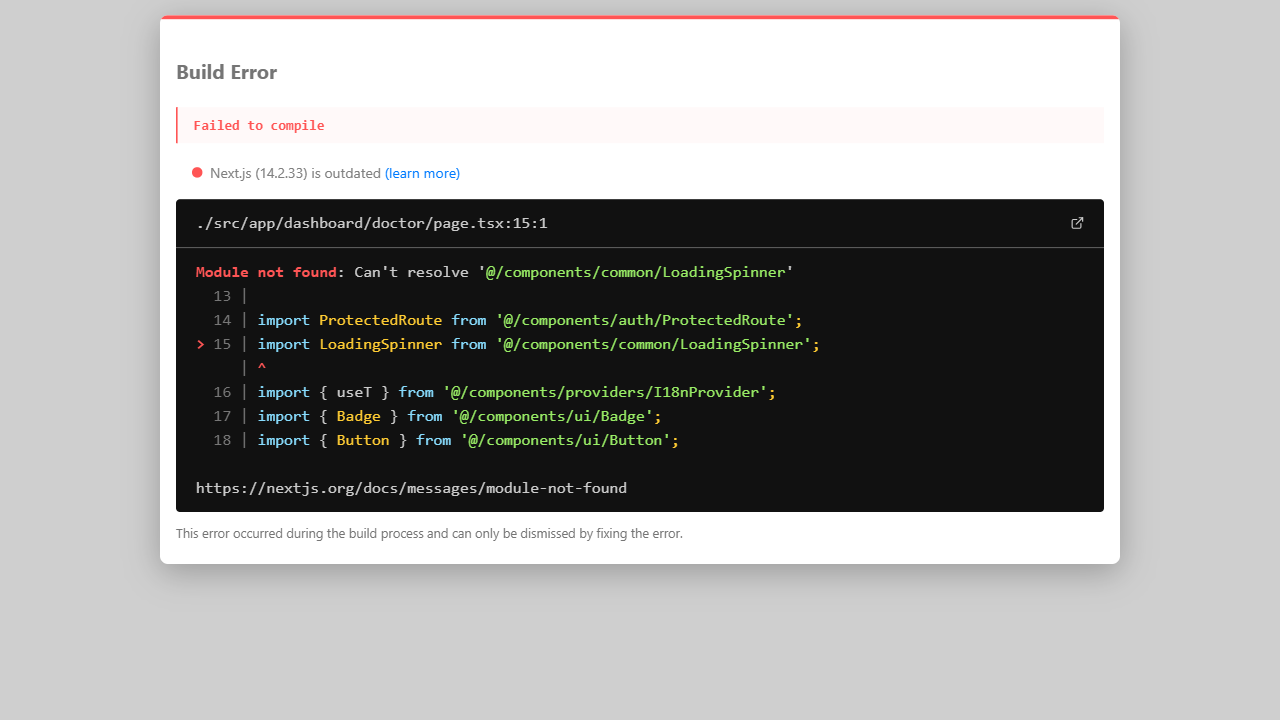 Build Error
Failed to compile
Next.js (14.2.33) is outdated (learn more)
./src/app/dashboard/doctor/page.tsx:15:1
Module not found: Can't resolve '@/components/common/LoadingSpinner'
13 |
14 | import ProtectedRoute from '@/components/auth/ProtectedRoute';
> 15 | import LoadingSpinner from '@/components/common/LoadingSpinner';
| ^
16 | import { useT } from '@/components/providers/I18nProvider';
17 | import { Badge } from '@/components/ui/Badge';
18 | import { Button } from '@/components/ui/Button';
https://nextjs.org/docs/messages/module-not-found
This error occurred during the build process and can only be dismissed by fixing the error.